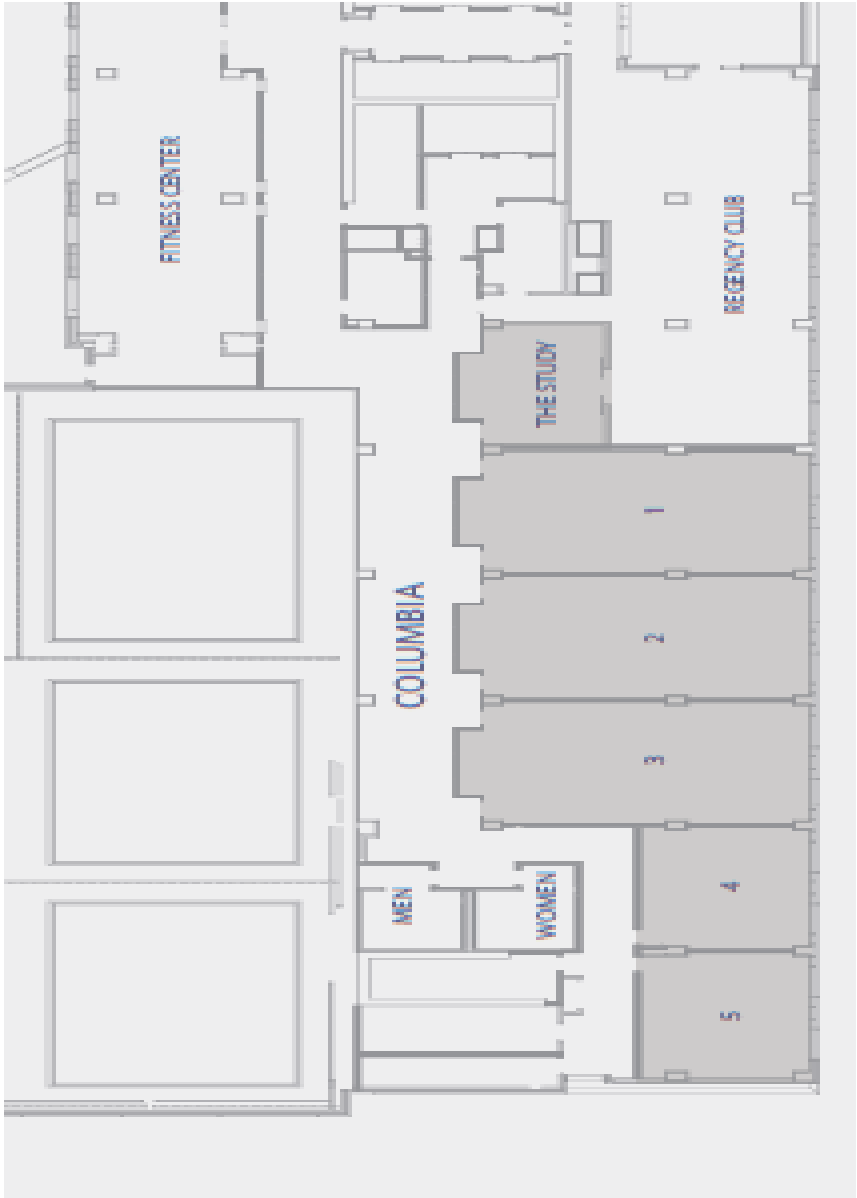 FITNESS CENTER
REGENCY CLUB
THE STUDY
1
COLUMBIA
2
3
MEN
WOMEN
4
5